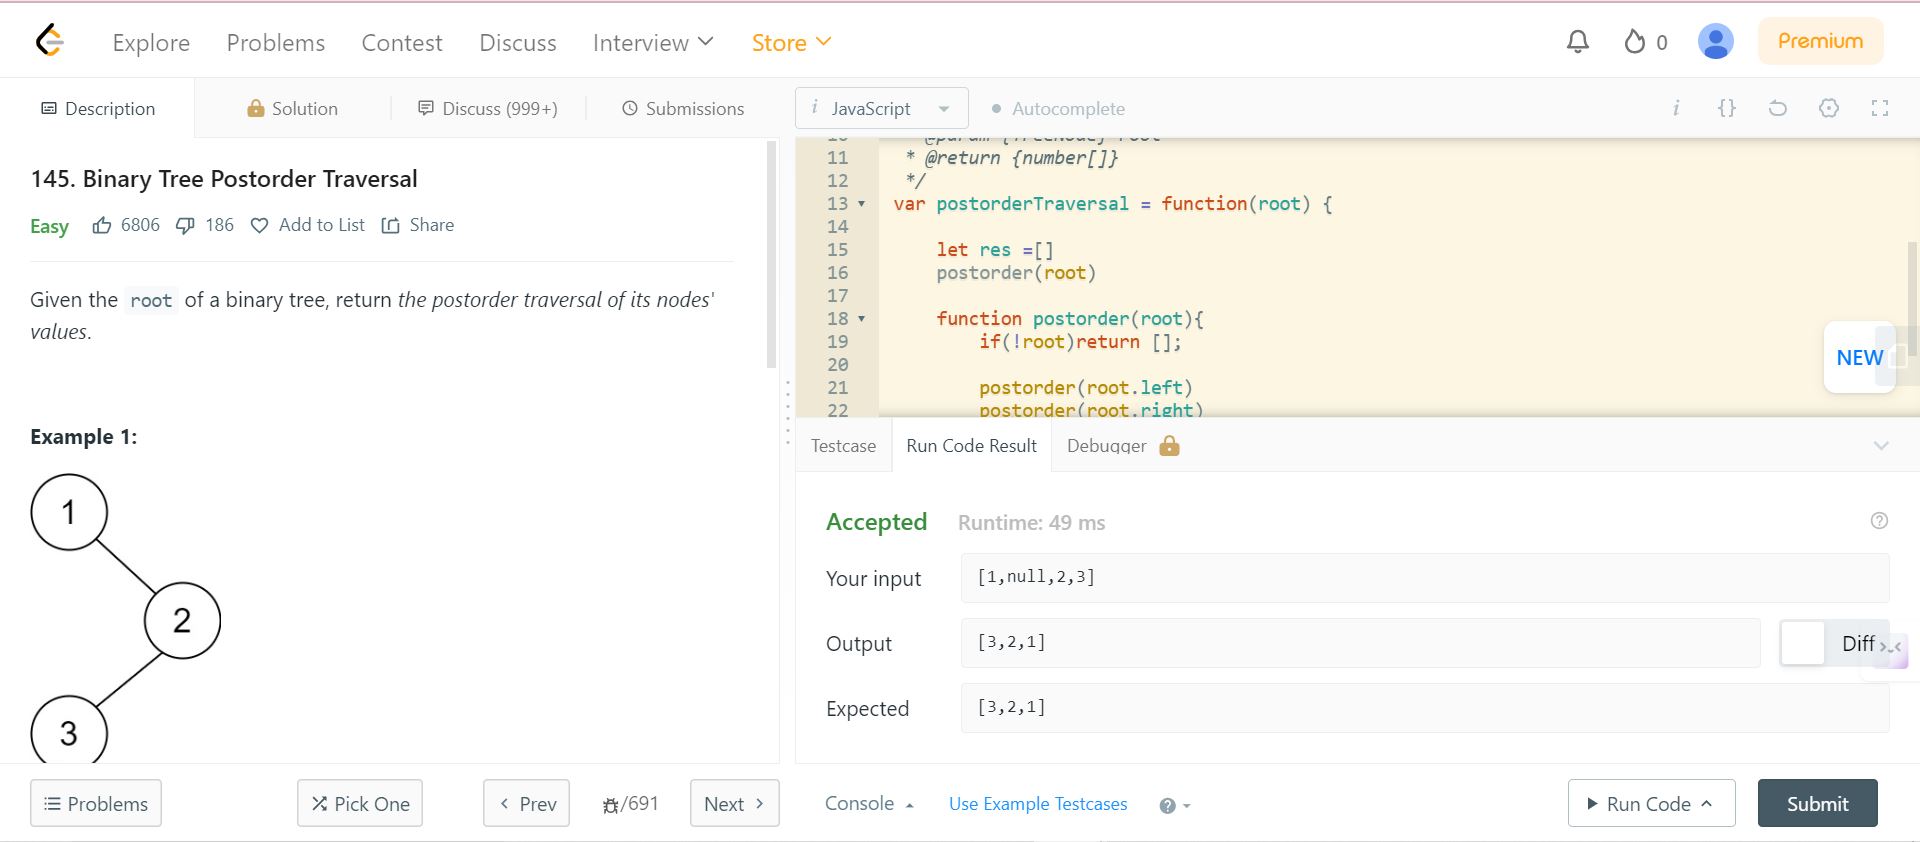 Explore Problems Contest Discuss Interview Store 0 Premium
Description Solution Discuss (999+) Submissions
i JavaScript Autocomplete i {}
145. Binary Tree Postorder Traversal
Easy 6806 186 Add to List Share
Given the root of a binary tree, return the postorder traversal of its nodes'
values.
Example 1:
1
2
3
10 * @param {TreeNode} root
11 * @return {number[]}
12 */
13 var postorderTraversal = function(root) {
14
15 let res =[]
16 postorder(root)
17
18 function postorder(root){
19 if(!root)return [];
20
21 postorder(root.left)
22 postorder(root.right)
NEW
Testcase Run Code Result Debugger
Accepted Runtime: 49 ms
Your input [1,null,2,3]
Output [3,2,1] Diff
Expected [3,2,1]
Problems Pick One Prev /691 Next Console Use Example Testcases Run Code Submit